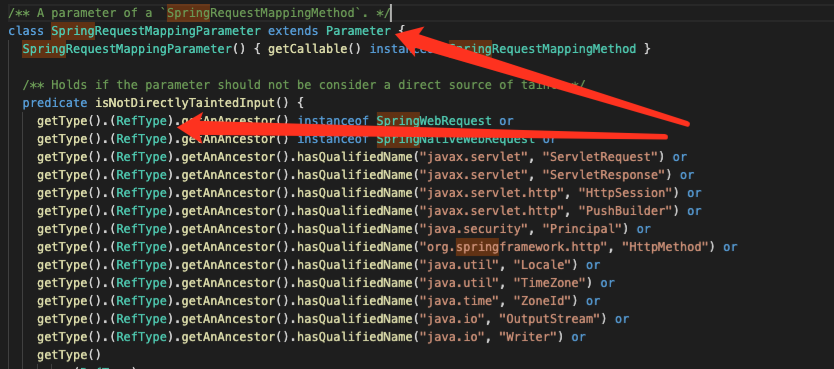 /** A parameter of a `SpringRequestMappingMethod`. */
class SpringRequestMappingParameter extends Parameter {
SpringRequestMappingParameter() { getCallable() SpringRequestMappingMethod }
/** Holds if the parameter should not be consider a direct source of */
predicate isNotDirectlyTaintedInput() {
getType().(RefType).getAnAncestor() instanceof SpringWebRequest or
getType().(RefType).getAnAncestor() instanceof SpringNativeWebRequest or
getType().(RefType).getAnAncestor().hasQualifiedName("javax.servlet", "ServletRequest") or
getType().(RefType).getAnAncestor().hasQualifiedName("javax.servlet", "ServletResponse") or
getType().(RefType).getAnAncestor().hasQualifiedName("javax.servlet.http", "HttpSession") or
getType().(RefType).getAnAncestor().hasQualifiedName("javax.servlet.http", "PushBuilder") or
getType().(RefType).getAnAncestor().hasQualifiedName("java.security", "Principal") or
getType().(RefType).getAnAncestor().hasQualifiedName("org.springframework.http", "HttpMethod") or
getType().(RefType).getAnAncestor().hasQualifiedName("java.util", "Locale") or
getType().(RefType).getAnAncestor().hasQualifiedName("java.util", "TimeZone") or
getType().(RefType).getAnAncestor().hasQualifiedName("java.time", "ZoneId") or
getType().(RefType).getAnAncestor().hasQualifiedName("java.io", "OutputStream") or
getType().(RefType).getAnAncestor().hasQualifiedName("java.io", "Writer") or
getType()